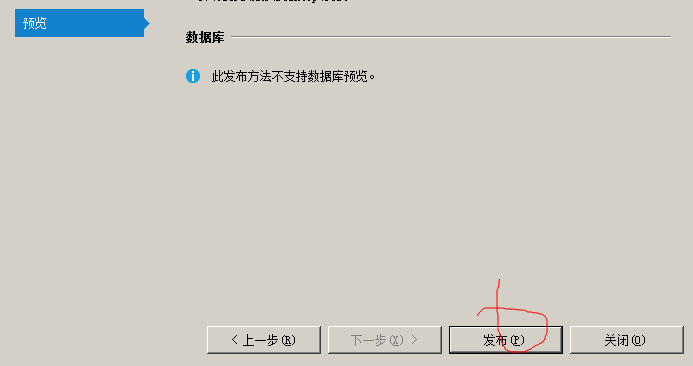 预览
数据库
此发布方法不支持数据库预览。
< 上一步(R) 下一步(X) > 发布(P) 关闭(O)